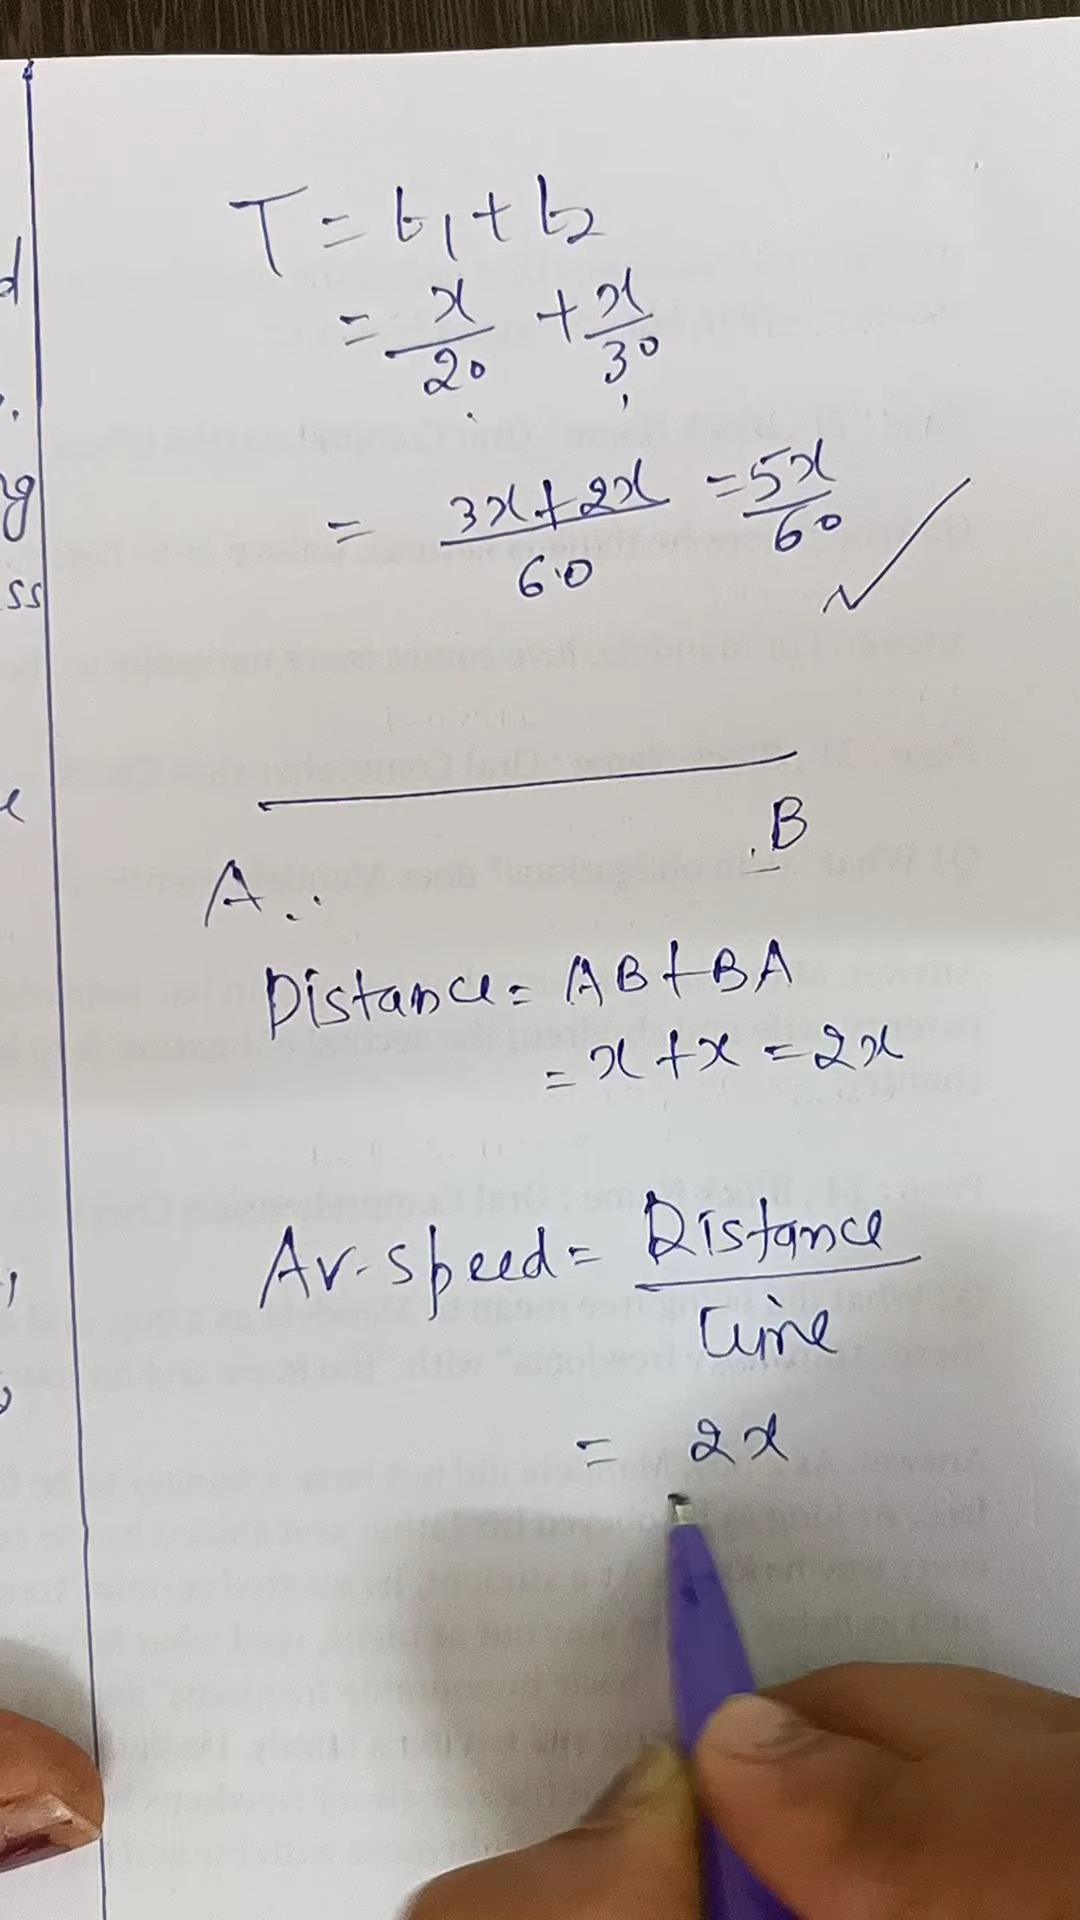 T = t1 + t2
= x/20 + x/30
= 3x+2x/60 = 5x/60 ✓
A B
Distance = AB + BA
= x + x = 2x
Av. speed = Distance/time
= 2x